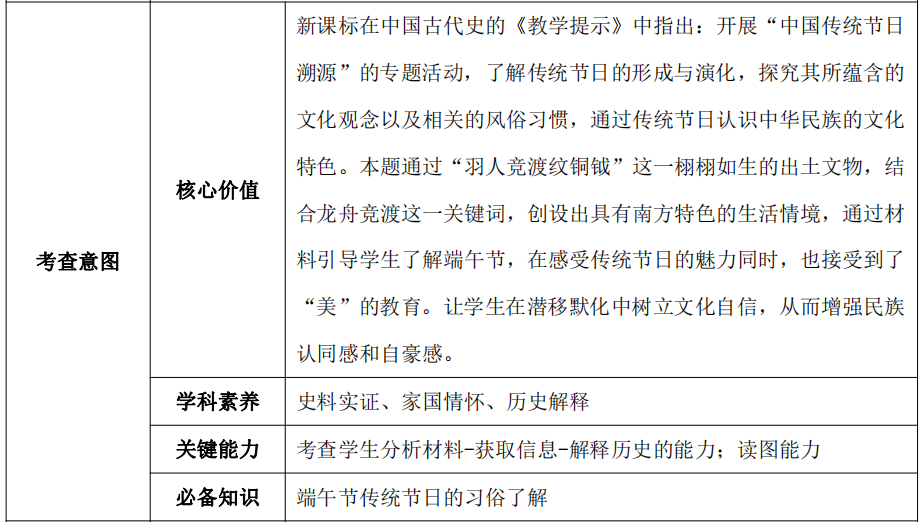 考查意图
核心价值
新课标在中国古代史的《教学提示》中指出：开展“中国传统节日
溯源”的专题活动，了解传统节日的形成与演化，探究其所蕴含的
文化观念以及相关的风俗习惯，通过传统节日认识中华民族的文化
特色。本题通过“羽人竞渡纹铜钺”这一栩栩如生的出土文物，结
合龙舟竞渡这一关键词，创设出具有南方特色的生活情境，通过材
料引导学生了解端午节，在感受传统节日的魅力同时，也接受到了
“美”的教育。让学生在潜移默化中树立文化自信，从而增强民族
认同感和自豪感。
学科素养
史料实证、家国情怀、历史解释
关键能力
考查学生分析材料-获取信息-解释历史的能力；读图能力
必备知识
端午节传统节日的习俗了解